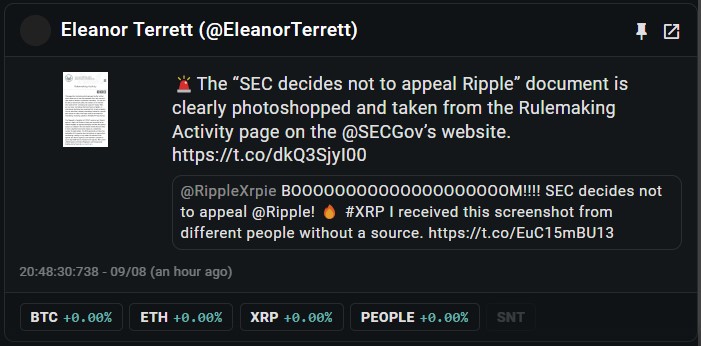 Eleanor Terrett (@EleanorTerrett)
🚨 The “SEC decides not to appeal Ripple” document is
clearly photoshopped and taken from the Rulemaking
Activity page on the @SECGov’s website.
https://t.co/dkQ3SjyI00
@RippleXrpie BOOOOOOOOOOOOOOOOOOOOM!!!! SEC decides not
to appeal @Ripple! 🔥 #XRP I received this screenshot from
different people without a source. https://t.co/EuC15mBU13
20:48:30:738 - 09/08 (an hour ago)
BTC +0.00% ETH +0.00% XRP +0.00% PEOPLE +0.00% SNT